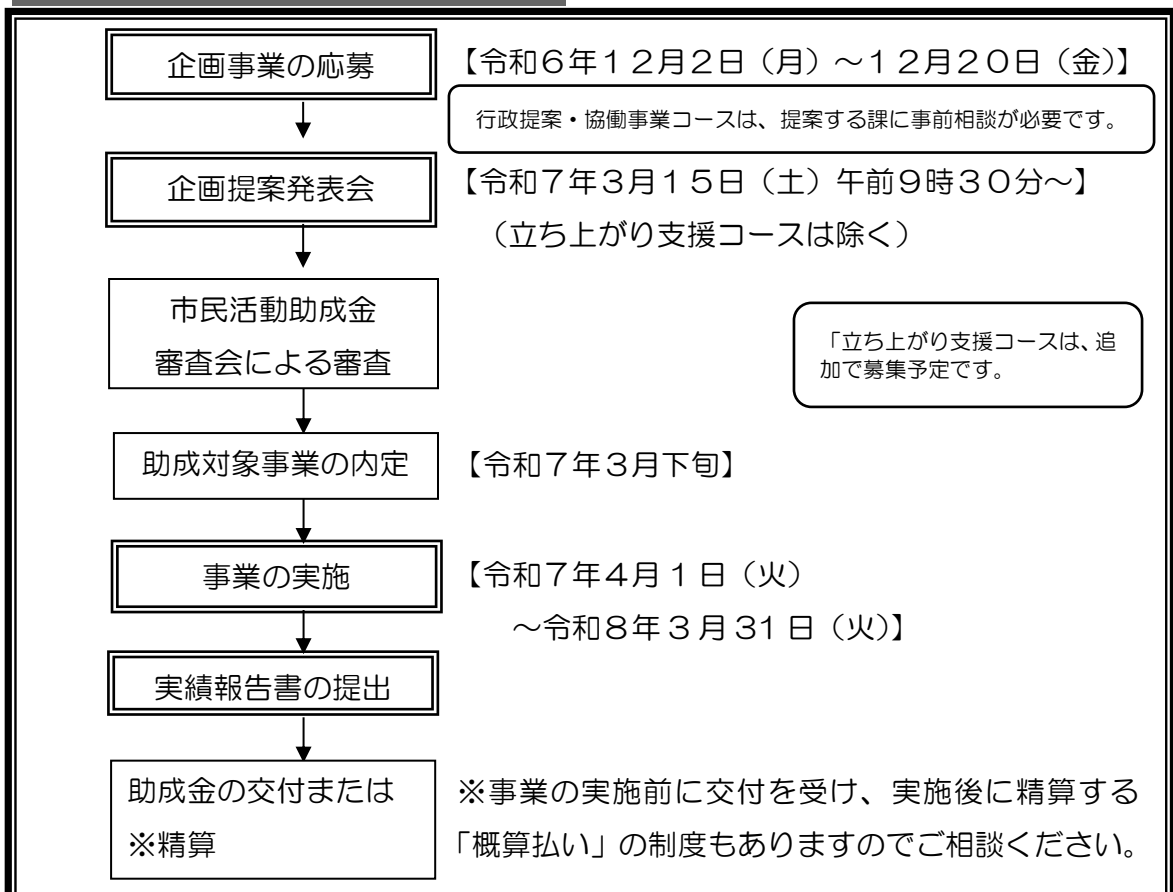 企画事業の応募
【令和6年12月2日(月)~12月20日(金)】
行政提案・協働事業コースは、提案する課に事前相談が必要です。
企画提案発表会
【令和7年3月15日(土)午前9時30分~】
(立ち上がり支援コースは除く)
市民活動助成金
審査会による審査
「立ち上がり支援コースは、追
加で募集予定です。
助成対象事業の内定
【令和7年3月下旬】
事業の実施
【令和7年4月1日(火)
~令和8年3月31日(火)】
実績報告書の提出
助成金の交付または
※精算
※事業の実施前に交付を受け、実施後に精算する
「概算払い」の制度もありますのでご相談ください。